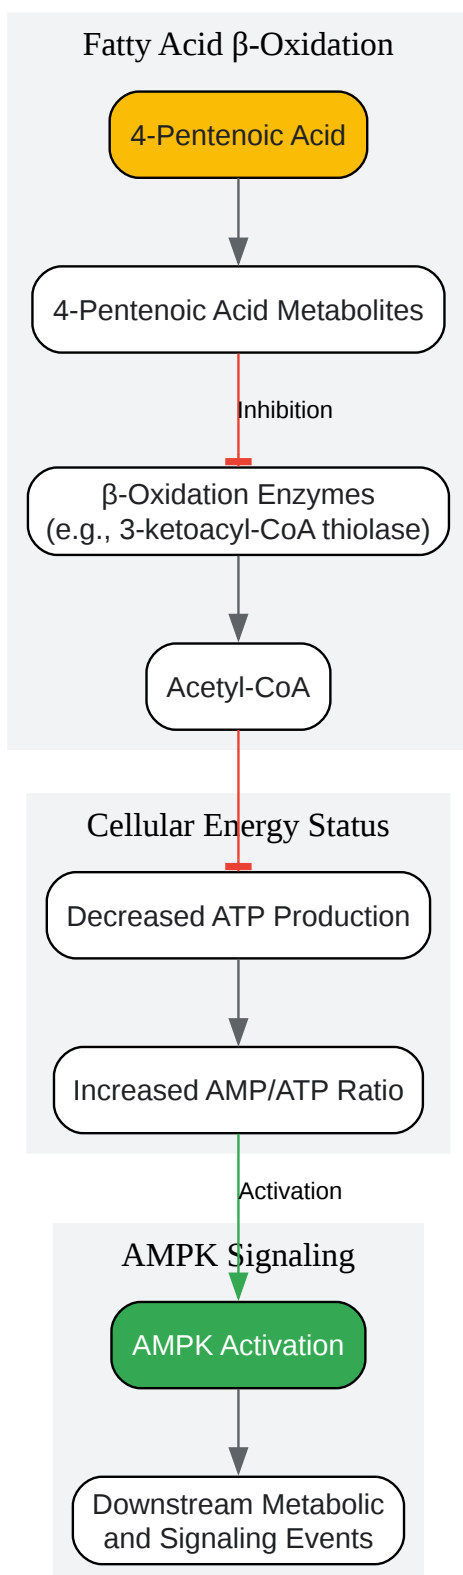 Fatty Acid β-Oxidation
4-Pentenoic Acid
4-Pentenoic Acid Metabolites
Inhibition
β-Oxidation Enzymes
(e.g., 3-ketoacyl-CoA thiolase)
Acetyl-CoA
Cellular Energy Status
Decreased ATP Production
Increased AMP/ATP Ratio
Activation
AMPK Signaling
AMPK Activation
Downstream Metabolic
and Signaling Events